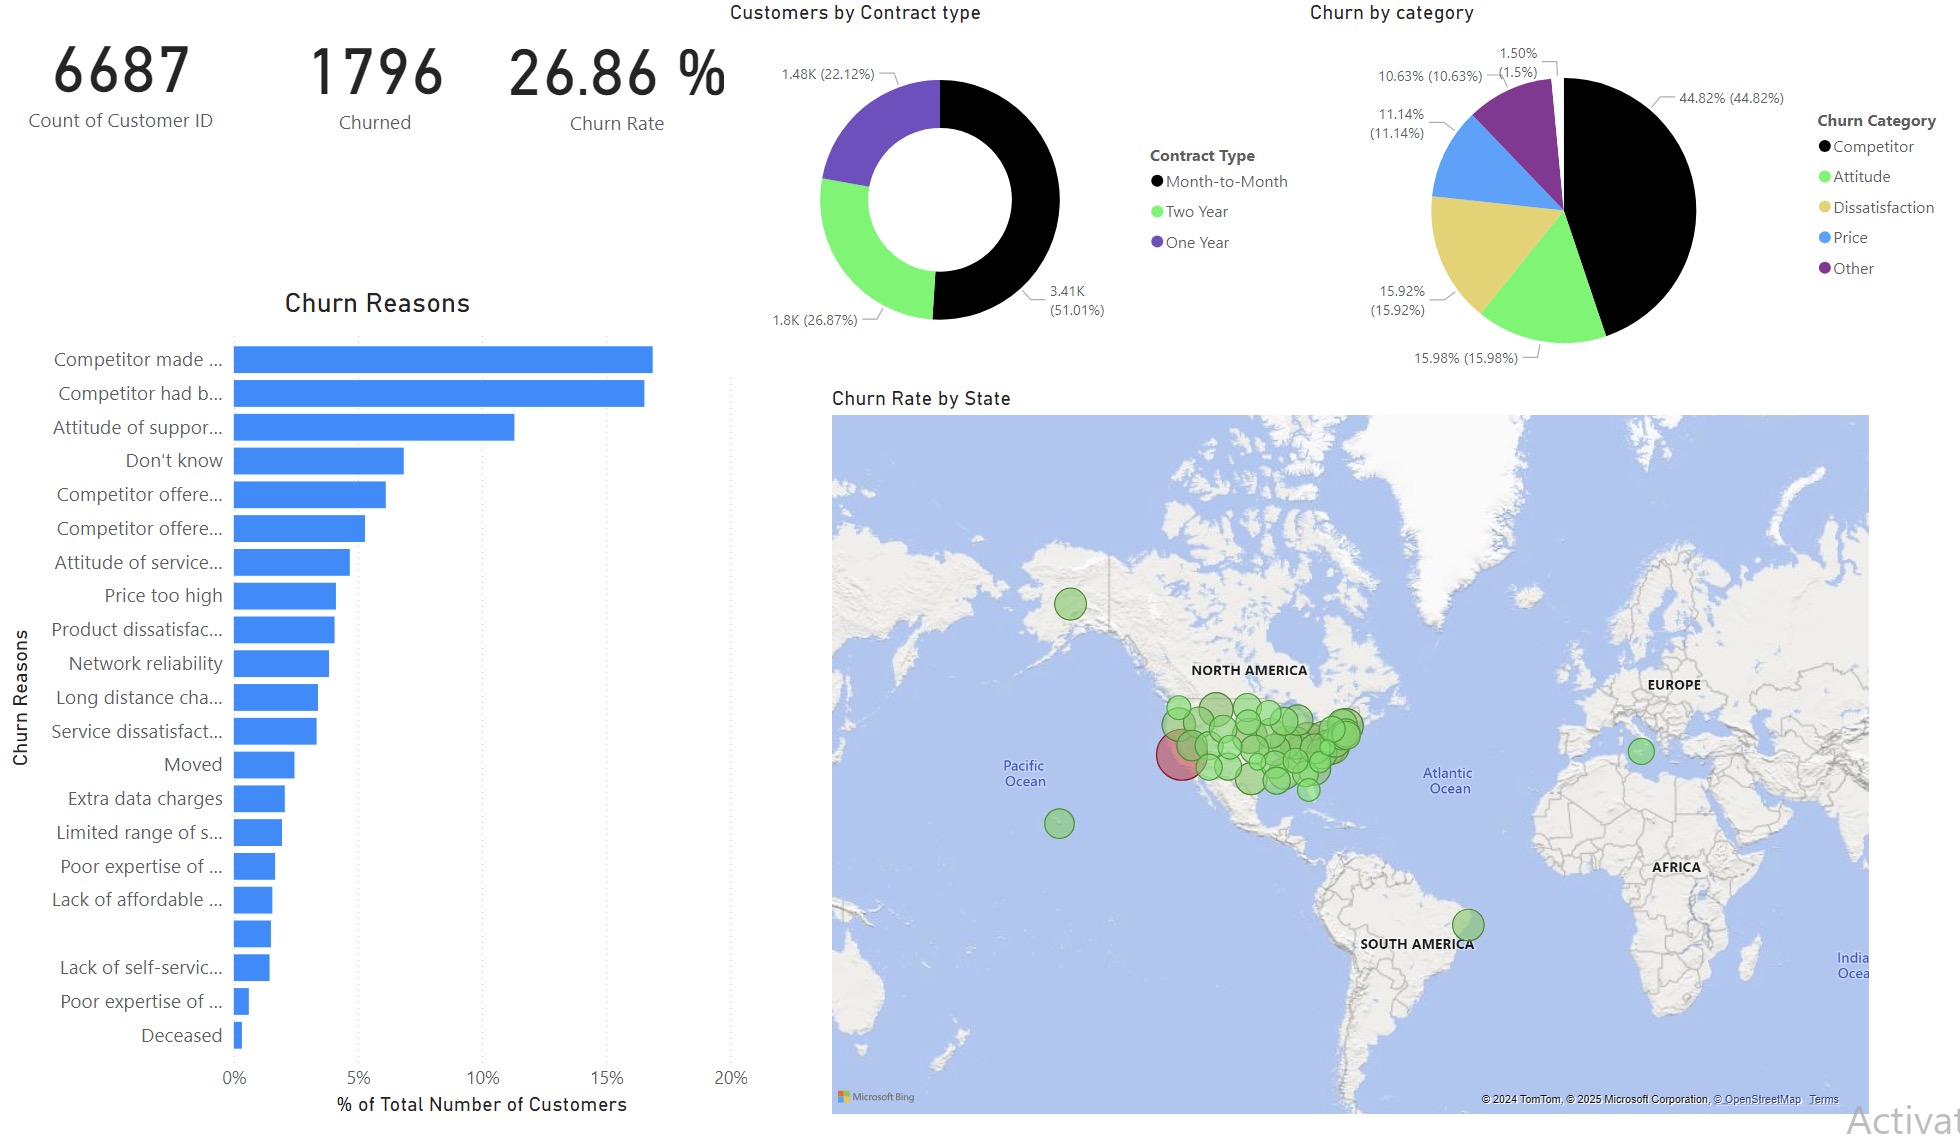 6687
Count of Customer ID
1796
Churned
26.86 %
Churn Rate
Customers by Contract type
1.48K (22.12%)
1.8K (26.87%)
3.41K
(51.01%)
Contract Type
Month-to-Month
Two Year
One Year
Churn by category
1.50%
(1.5%)
10.63% (10.63%)
11.14%
(11.14%)
15.92%
(15.92%)
15.98% (15.98%)
44.82% (44.82%)
Churn Category
Competitor
Attitude
Dissatisfaction
Price
Other
Churn Reasons
Churn Reasons
Competitor made ...
Competitor had b...
Attitude of suppor...
Don't know
Competitor offere...
Competitor offere...
Attitude of service...
Price too high
Product dissatisfac...
Network reliability
Long distance cha...
Service dissatisfact...
Moved
Extra data charges
Limited range of s...
Poor expertise of ...
Lack of affordable ...
Lack of self-servic...
Poor expertise of ...
Deceased
0% 5% 10% 15% 20%
% of Total Number of Customers
Churn Rate by State
NORTH AMERICA
EUROPE
Pacific
Ocean
Atlantic
Ocean
AFRICA
SOUTH AMERICA
India
Ocea
Microsoft Bing
© 2024 TomTom, © 2025 Microsoft Corporation, © OpenStreetMap Terms
Activat